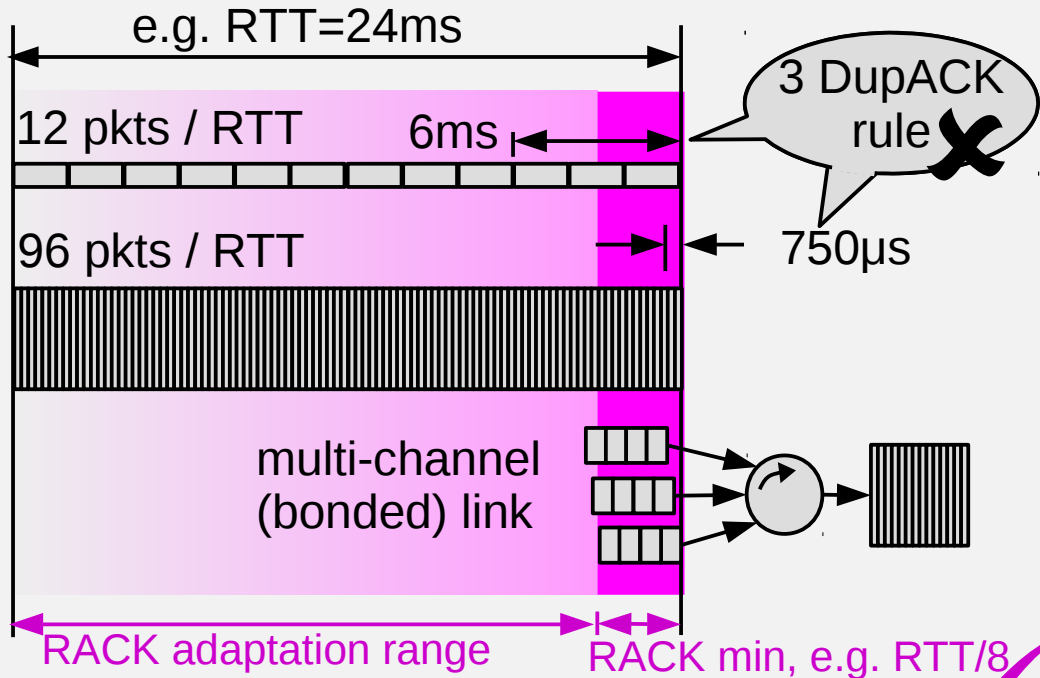 e.g. RTT=24ms
3 DupACK
rule
12 pkts / RTT
6ms
96 pkts / RTT
750μs
multi-channel
(bonded) link
RACK adaptation range
RACK min, e.g. RTT/8